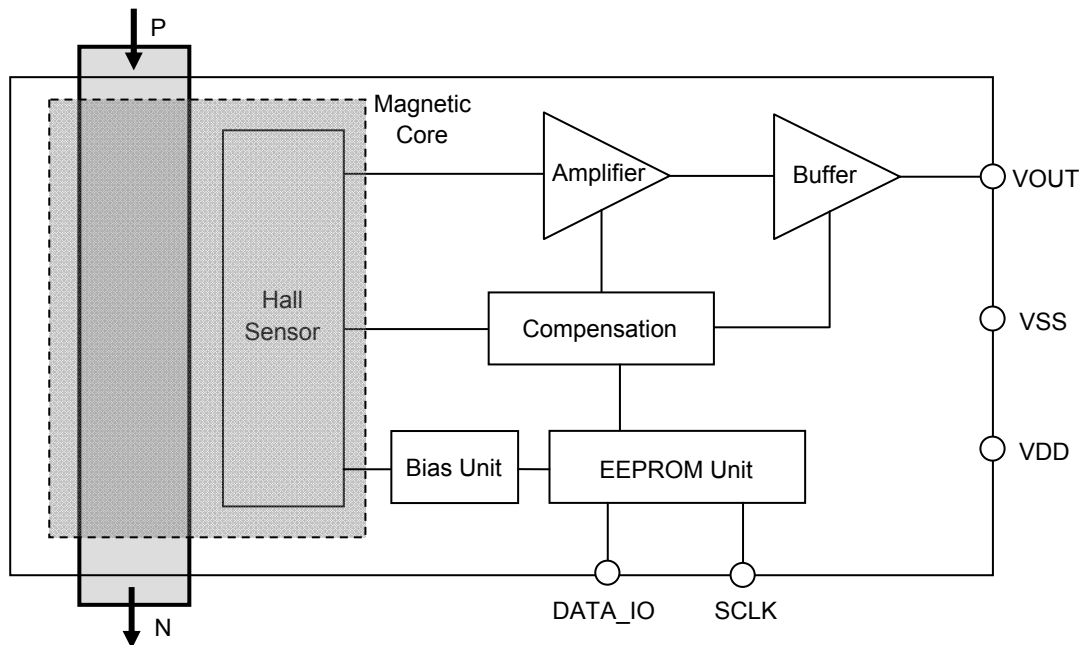 P
Magnetic
Core
Amplifier
Buffer
VOUT
Hall
Sensor
Compensation
VSS
Bias Unit
EEPROM Unit
VDD
DATA_IO
SCLK
N